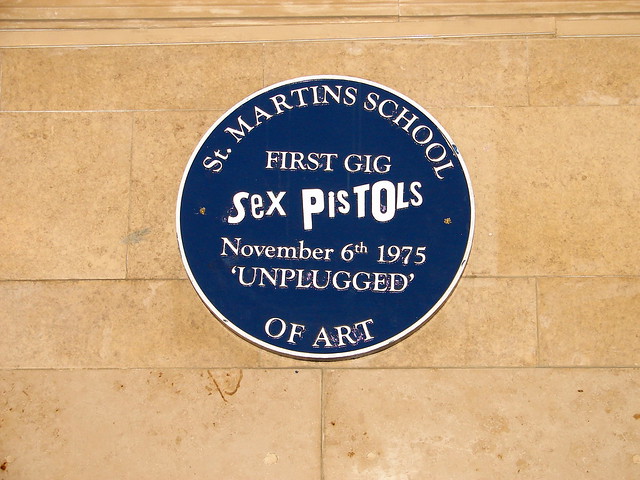 St. MARTINS SCHOOL
FIRST GIG
Sex PisTOLS
November 6th 1975
'UNPLUGGED'
OF ART